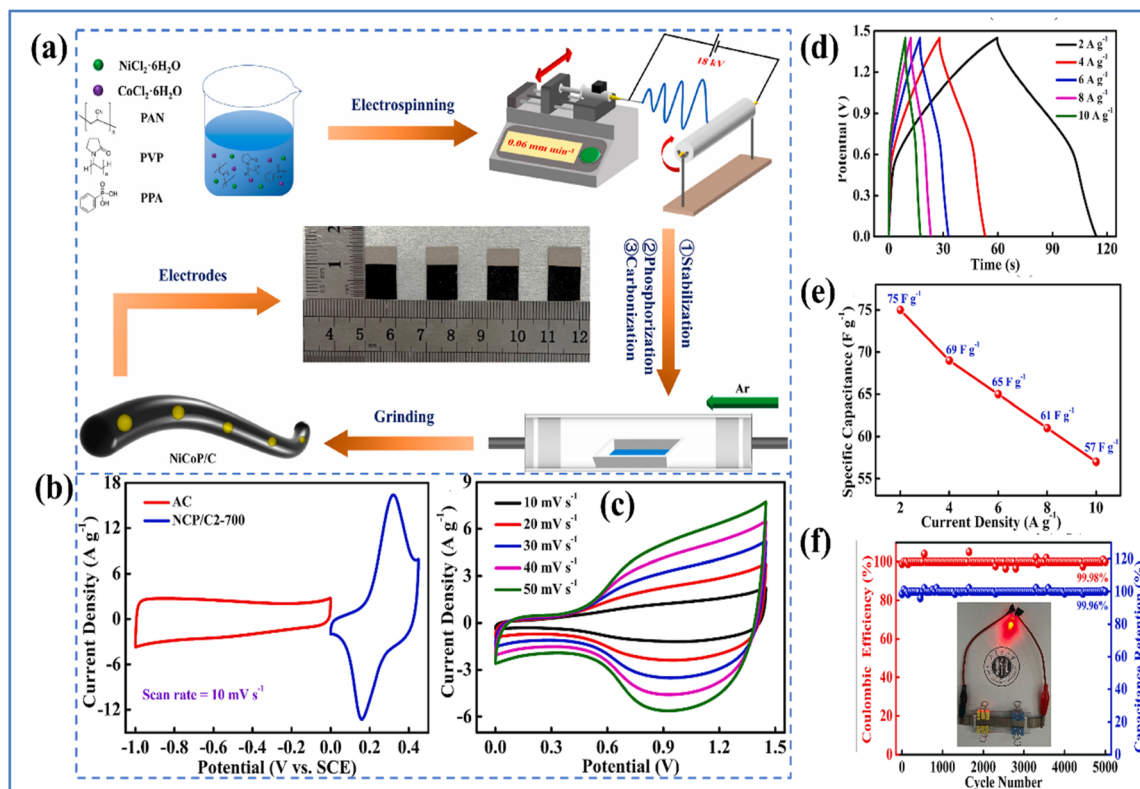 (a)
NiCl₂·6H₂O
CoCl₂·6H₂O
PAN
PVP
PPA
Electrospinning
0.06 mm min⁻¹
18 kV
①Stabilization
②Phosphorization
③Carbonization
Electrodes
4 5 6 7 8 9 10 11 12
Ar
Grinding
NiCoP/C
(b)
AC
NCP/C2-700
Scan rate = 10 mV s⁻¹
Current Density (A g⁻¹)
18
12
6
0
-6
-12
-1.0 -0.8 -0.6 -0.4 -0.2 0.0 0.2 0.4
Potential (V vs. SCE)
(c)
10 mV s⁻¹
20 mV s⁻¹
30 mV s⁻¹
40 mV s⁻¹
50 mV s⁻¹
Current Density (A g⁻¹)
9
6
3
0
-3
-6
0.0 0.3 0.6 0.9 1.2 1.5
Potential (V)
(d)
2 A g⁻¹
4 A g⁻¹
6 A g⁻¹
8 A g⁻¹
10 A g⁻¹
Potential (V)
1.5
1.2
0.9
0.6
0.3
0.0
0 30 60 90 120
Time (s)
(e)
75 F g⁻¹
69 F g⁻¹
65 F g⁻¹
61 F g⁻¹
57 F g⁻¹
Specific Capacitance (F g⁻¹)
75
70
65
60
55
2 4 6 8 10
Current Density (A g⁻¹)
(f)
Coulombic Efficiency (%)
100
80
60
40
20
0
99.98%
99.96%
120
100
80
60
40
20
0
Capacitance Retention (%)
0 1000 2000 3000 4000 5000
Cycle Number